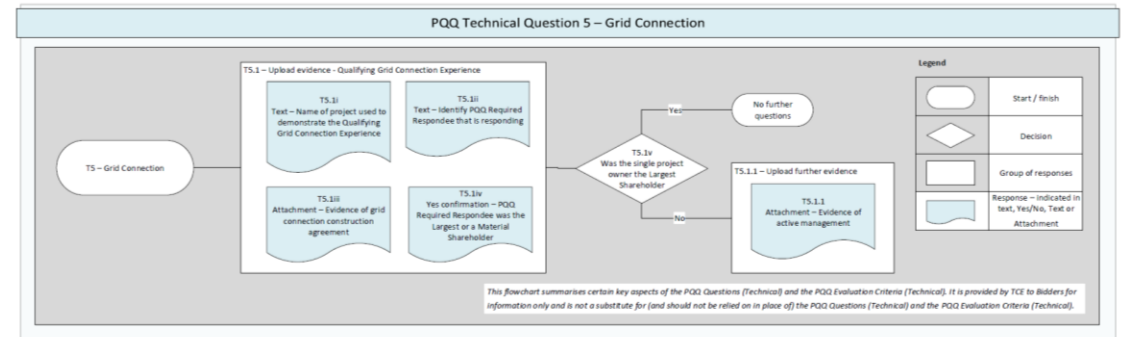 PQQ Technical Question 5 – Grid Connection
T5 – Grid Connection
T5.1 – Upload evidence - Qualifying Grid Connection Experience
T5.1i
Text – Name of project used to
demonstrate the Qualifying
Grid Connection Experience
T5.1ii
Text – Identify PQQ Required
Respondee that is responding
T5.1iii
Attachment – Evidence of grid
connection construction
agreement
T5.1iv
Yes confirmation – PQQ
Required Respondee was the
Largest or a Material
Shareholder
T5.1v
Was the single project
owner the Largest
Shareholder
Yes
No further
questions
No
T5.1.1 – Upload further evidence
T5.1.1
Attachment – Evidence of
active management
Legend
Start / finish
Decision
Group of responses
Response – indicated in
text, Yes/No, Text or
Attachment
This flowchart summarises certain key aspects of the PQQ Questions (Technical) and the PQQ Evaluation Criteria (Technical). It is provided by TCE to Bidders for
information only and is not a substitute for (and should not be relied on in place of) the PQQ Questions (Technical) and the PQQ Evaluation Criteria (Technical).